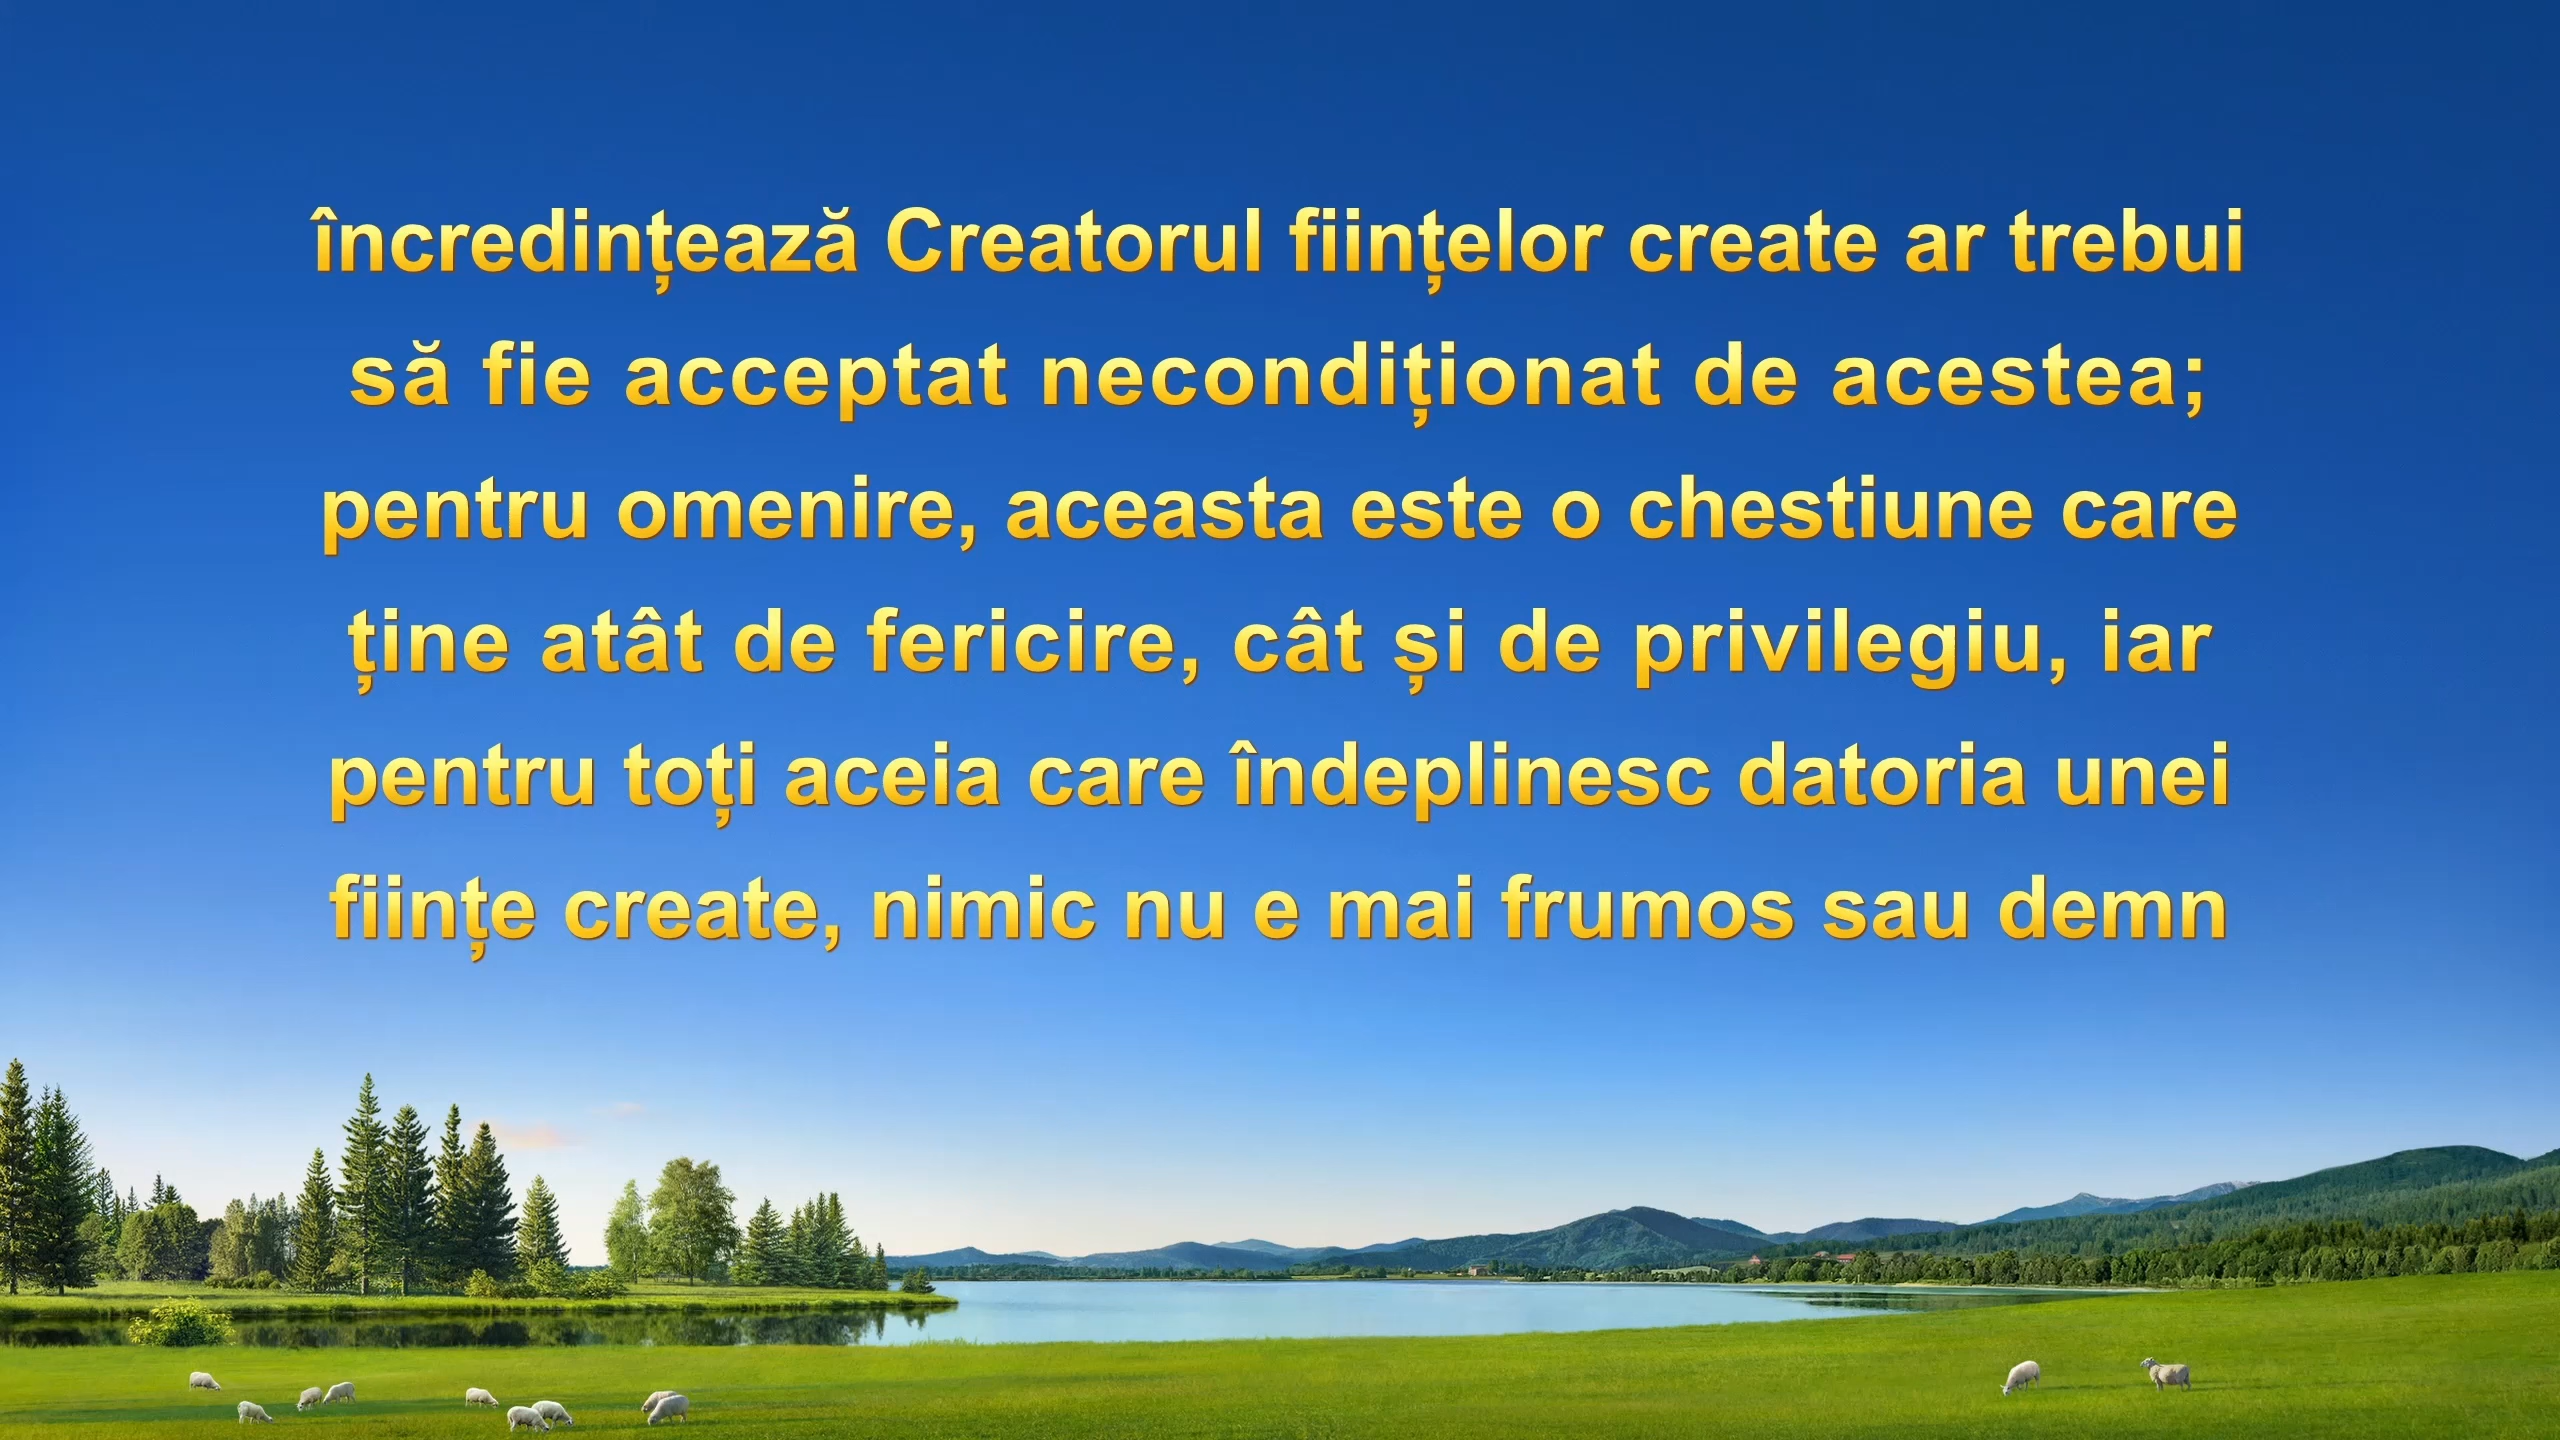 încredințează Creatorul ființelor create ar trebui
să fie acceptat necondiționat de acestea;
pentru omenire, aceasta este o chestiune care
ține atât de fericire, cât și de privilegiu, iar
pentru toți aceia care îndeplinesc datoria unei
ființe create, nimic nu e mai frumos sau demn